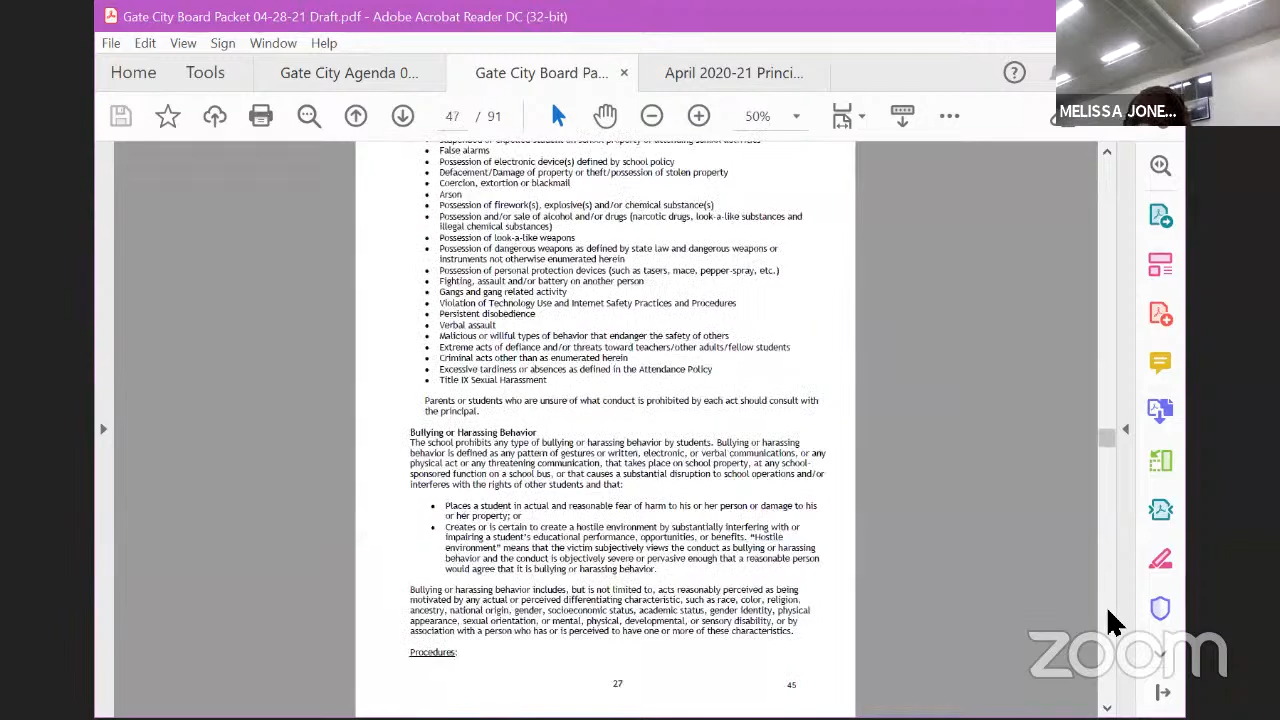 Gate City Board Packet 04-28-21 Draft.pdf - Adobe Acrobat Reader DC (32-bit)
File Edit View Sign Window Help
Home Tools Gate City Agenda 0... Gate City Board Pa... × April 2020-21 Princi...
47 / 91 50%
MELISSA JONE...
suspended or expelled student on school property or attending school activities
• False alarms
• Possession of electronic device(s) defined by school policy
• Defacement/Damage of property or theft/possession of stolen property
• Coercion, extortion or blackmail
• Arson
• Possession of firework(s), explosive(s) and/or chemical substance(s)
• Possession and/or sale of alcohol and/or drugs (narcotic drugs, look-a-like substances and
illegal chemical substances)
• Possession of look-a-like weapons
• Possession of dangerous weapons as defined by state law and dangerous weapons or
instruments not otherwise enumerated herein
• Possession of personal protection devices (such as tasers, mace, pepper-spray, etc.)
• Fighting, assault and/or battery on another person
• Gangs and gang related activity
• Violation of Technology Use and Internet Safety Practices and Procedures
• Persistent disobedience
• Verbal assault
• Malicious or willful types of behavior that endanger the safety of others
• Extreme acts of defiance and/or threats toward teachers/other adults/fellow students
• Criminal acts other than as enumerated herein
• Excessive tardiness or absences as defined in the Attendance Policy
• Title IX Sexual Harassment
Parents or students who are unsure of what conduct is prohibited by each act should consult with
the principal.
Bullying or Harassing Behavior
The school prohibits any type of bullying or harassing behavior by students. Bullying or harassing
behavior is defined as any pattern of gestures or written, electronic, or verbal communications, or any
physical act or any threatening communication, that takes place on school property, at any school-
sponsored function on a school bus, or that causes a substantial disruption to school operations and/or
interferes with the rights of other students and that:
• Places a student in actual and reasonable fear of harm to his or her person or damage to his
or her property; or
• Creates or is certain to create a hostile environment by substantially interfering with or
impairing a student's educational performance, opportunities, or benefits. "Hostile
environment" means that the victim subjectively views the conduct as bullying or harassing
behavior and the conduct is objectively severe or pervasive enough that a reasonable person
would agree that it is bullying or harassing behavior.
Bullying or harassing behavior includes, but is not limited to, acts reasonably perceived as being
motivated by any actual or perceived differentiating characteristic, such as race, color, religion,
ancestry, national origin, gender, socioeconomic status, academic status, gender identity, physical
appearance, sexual orientation, or mental, physical, developmental, or sensory disability, or by
association with a person who has or is perceived to have one or more of these characteristics.
Procedures:
27 45
zoom